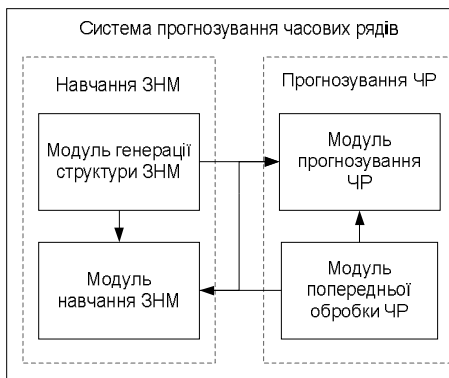 Система прогнозування часових рядів
Навчання ЗНМ
Модуль генерації
структури ЗНМ
Модуль
навчання ЗНМ
Прогнозування ЧР
Модуль
прогнозування
ЧР
Модуль
попередньої
обробки ЧР